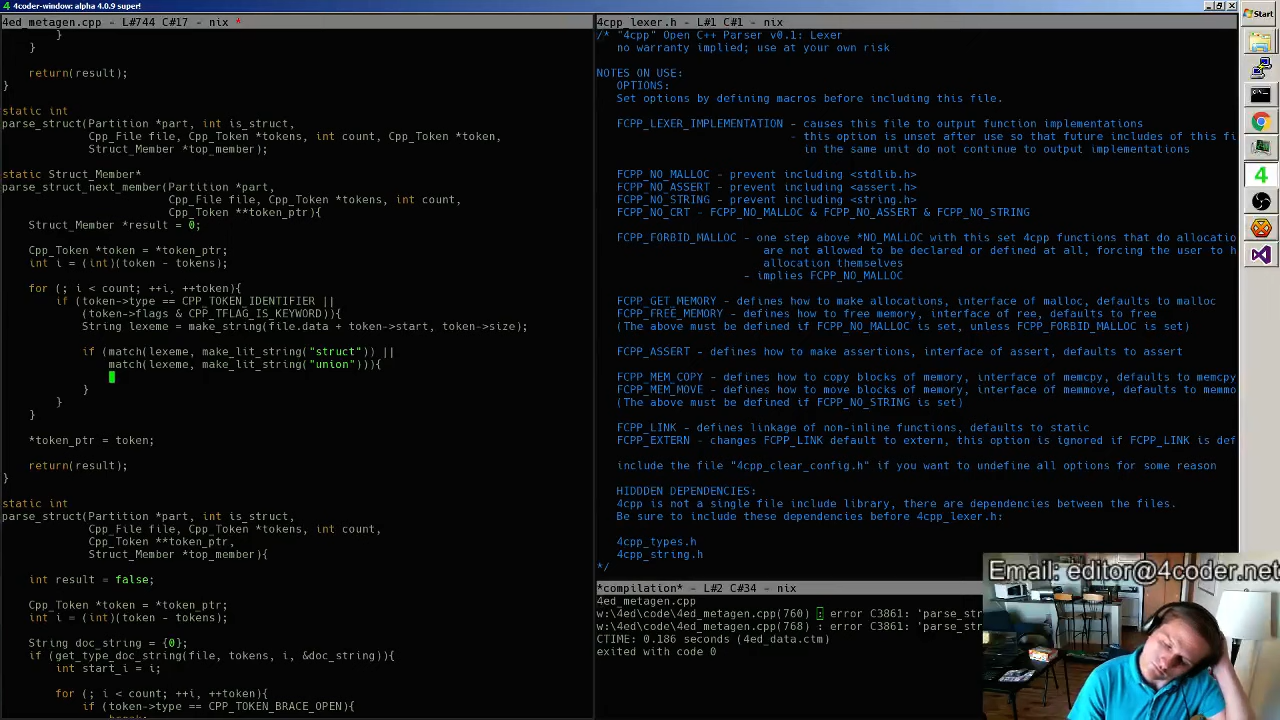 4coder-window: alpha 4.0.9 super!
4ed_metagen.cpp - L#744 C#17 - nix *
        }
    }

    return(result);
}

static int
parse_struct(Partition *part, int is_struct,
             Cpp_File file, Cpp_Token *tokens, int count, Cpp_Token *token,
             Struct_Member *top_member);

static Struct_Member*
parse_struct_next_member(Partition *part,
                         Cpp_File file, Cpp_Token *tokens, int count,
                         Cpp_Token **token_ptr){
    Struct_Member *result = 0;

    Cpp_Token *token = *token_ptr;
    int i = (int)(token - tokens);

    for (; i < count; ++i, ++token){
        if (token->type == CPP_TOKEN_IDENTIFIER ||
            (token->flags & CPP_TFLAG_IS_KEYWORD)){
            String lexeme = make_string(file.data + token->start, token->size);

            if (match(lexeme, make_lit_string("struct")) ||
                match(lexeme, make_lit_string("union"))){

            }
        }
    }

    *token_ptr = token;

    return(result);
}

static int
parse_struct(Partition *part, int is_struct,
             Cpp_File file, Cpp_Token *tokens, int count,
             Cpp_Token **token_ptr,
             Struct_Member *top_member){

    int result = false;

    Cpp_Token *token = *token_ptr;
    int i = (int)(token - tokens);

    String doc_string = {0};
    if (get_type_doc_string(file, tokens, i, &doc_string)){
        int start_i = i;

        for (; i < count; ++i, ++token){
            if (token->type == CPP_TOKEN_BRACE_OPEN){
                break;
4cpp_lexer.h - L#1 C#1 - nix
/* "4cpp" Open C++ Parser v0.1: Lexer
   no warranty implied; use at your own risk

NOTES ON USE:
   OPTIONS:
   Set options by defining macros before including this file.

   FCPP_LEXER_IMPLEMENTATION - causes this file to output function implementations
                             - this option is unset after use so that future includes of this fi
                               in the same unit do not continue to output implementations

   FCPP_NO_MALLOC - prevent including <stdlib.h>
   FCPP_NO_ASSERT - prevent including <assert.h>
   FCPP_NO_STRING - prevent including <string.h>
   FCPP_NO_CRT - FCPP_NO_MALLOC & FCPP_NO_ASSERT & FCPP_NO_STRING

   FCPP_FORBID_MALLOC - one step above *NO_MALLOC with this set 4cpp functions that do allocatio
                        are not allowed to be declared or defined at all, forcing the user to h
                        allocation themselves
                      - implies FCPP_NO_MALLOC

   FCPP_GET_MEMORY - defines how to make allocations, interface of malloc, defaults to malloc
   FCPP_FREE_MEMORY - defines how to free memory, interface of ree, defaults to free
   (The above must be defined if FCPP_NO_MALLOC is set, unless FCPP_FORBID_MALLOC is set)

   FCPP_ASSERT - defines how to make assertions, interface of assert, defaults to assert

   FCPP_MEM_COPY - defines how to copy blocks of memory, interface of memcpy, defaults to memcpy
   FCPP_MEM_MOVE - defines how to move blocks of memory, interface of memmove, defaults to memmo
   (The above must be defined if FCPP_NO_STRING is set)

   FCPP_LINK - defines linkage of non-inline functions, defaults to static
   FCPP_EXTERN - changes FCPP_LINK default to extern, this option is ignored if FCPP_LINK is def

   include the file "4cpp_clear_config.h" if you want to undefine all options for some reason

   HIDDDEN DEPENDENCIES:
   4cpp is not a single file include library, there are dependencies between the files.
   Be sure to include these dependencies before 4cpp_lexer.h:

   4cpp_types.h
   4cpp_string.h
*/
*compilation* - L#2 C#34 - nix
4ed_metagen.cpp
w:\4ed\code\4ed_metagen.cpp(760) : error C3861: 'parse_str
w:\4ed\code\4ed_metagen.cpp(768) : error C3861: 'parse_str
CTIME: 0.186 seconds (4ed_data.ctm)
exited with code 0
Email: editor@4coder.net
Start